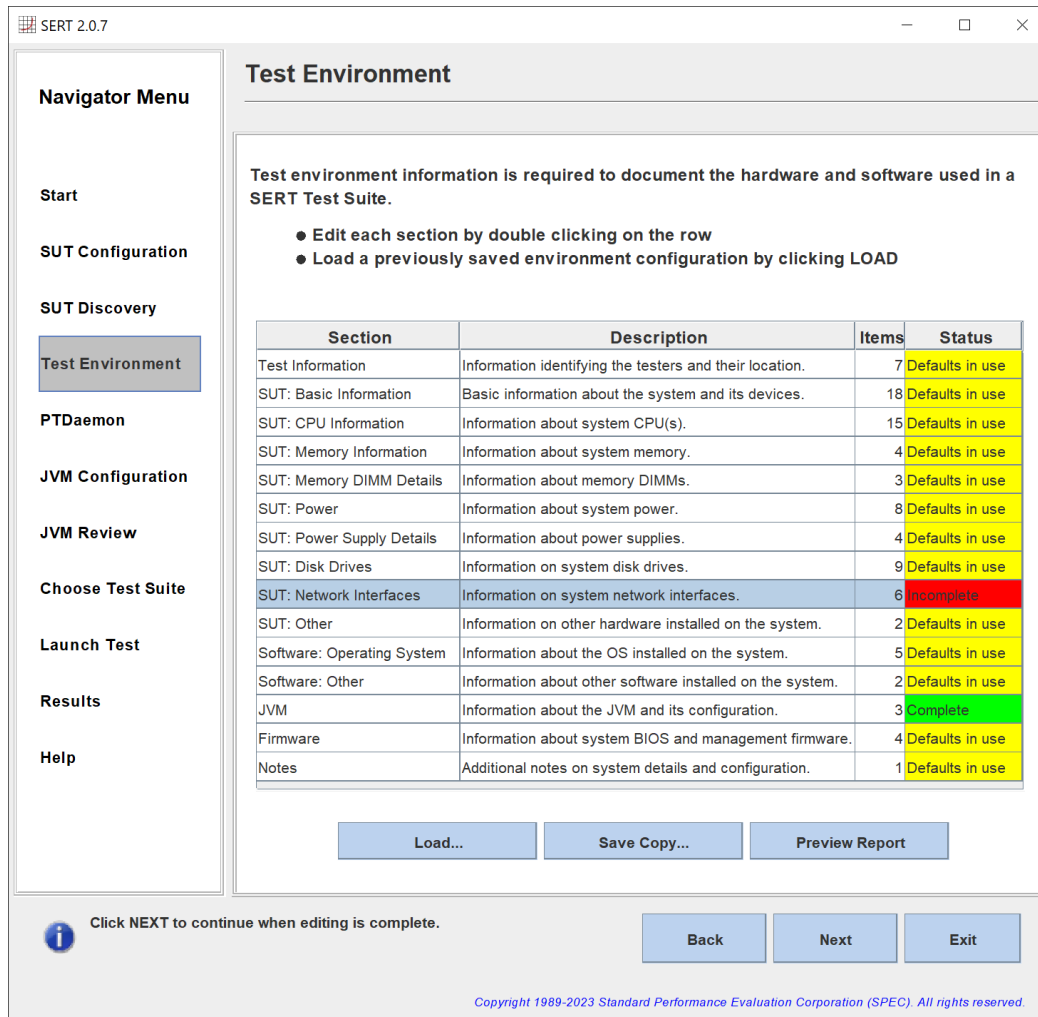 SERT 2.0.7
Navigator Menu
Start
SUT Configuration
SUT Discovery
Test Environment
PTDaemon
JVM Configuration
JVM Review
Choose Test Suite
Launch Test
Results
Help
Test Environment
Test environment information is required to document the hardware and software used in a
SERT Test Suite.
● Edit each section by double clicking on the row
● Load a previously saved environment configuration by clicking LOAD
Section Description Items Status
Test Information Information identifying the testers and their location. 7 Defaults in use
SUT: Basic Information Basic information about the system and its devices. 18 Defaults in use
SUT: CPU Information Information about system CPU(s). 15 Defaults in use
SUT: Memory Information Information about system memory. 4 Defaults in use
SUT: Memory DIMM Details Information about memory DIMMs. 3 Defaults in use
SUT: Power Information about system power. 8 Defaults in use
SUT: Power Supply Details Information about power supplies. 4 Defaults in use
SUT: Disk Drives Information on system disk drives. 9 Defaults in use
SUT: Network Interfaces Information on system network interfaces. 6 Incomplete
SUT: Other Information on other hardware installed on the system. 2 Defaults in use
Software: Operating System Information about the OS installed on the system. 5 Defaults in use
Software: Other Information about other software installed on the system. 2 Defaults in use
JVM Information about the JVM and its configuration. 3 Complete
Firmware Information about system BIOS and management firmware. 4 Defaults in use
Notes Additional notes on system details and configuration. 1 Defaults in use
Load... Save Copy... Preview Report
Click NEXT to continue when editing is complete.
Back Next Exit
Copyright 1989-2023 Standard Performance Evaluation Corporation (SPEC). All rights reserved.